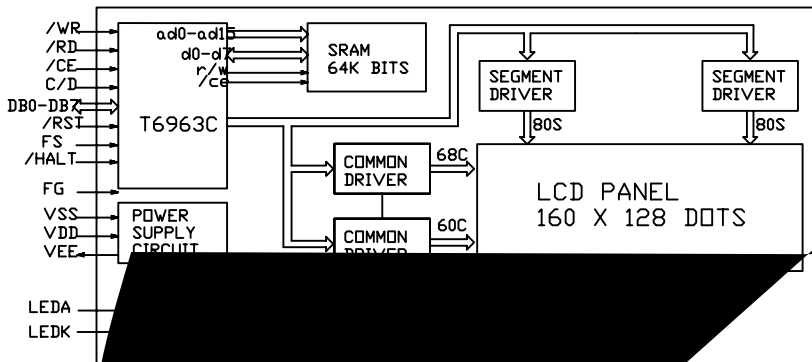 /WR
/RD
/CE
C/D
DB0-DB7
/RST
FS
/HALT
FG
VSS
VDD
VEE
LEDA
LEDK
ad0-ad15
d0-d7
r/w
/ce
T6963C
SRAM
64K BITS
SEGMENT
DRIVER
80S
SEGMENT
DRIVER
80S
COMMON
DRIVER
68C
COMMON
DRIVER
60C
LCD PANEL
160 X 128 DOTS
POWER
SUPPLY
CIRCUIT